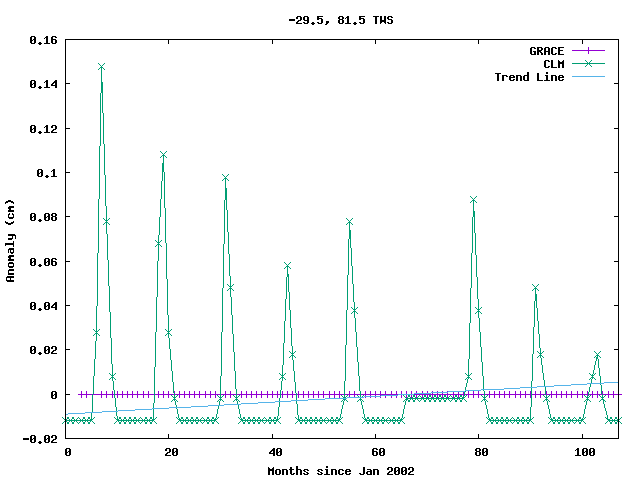 -29.5, 81.5 TWS
0.16
0.14
0.12
0.1
0.08
0.06
0.04
0.02
0
-0.02
Anomaly (cm)
GRACE
CLM
Trend Line
0 20 40 60 80 100
Months since Jan 2002